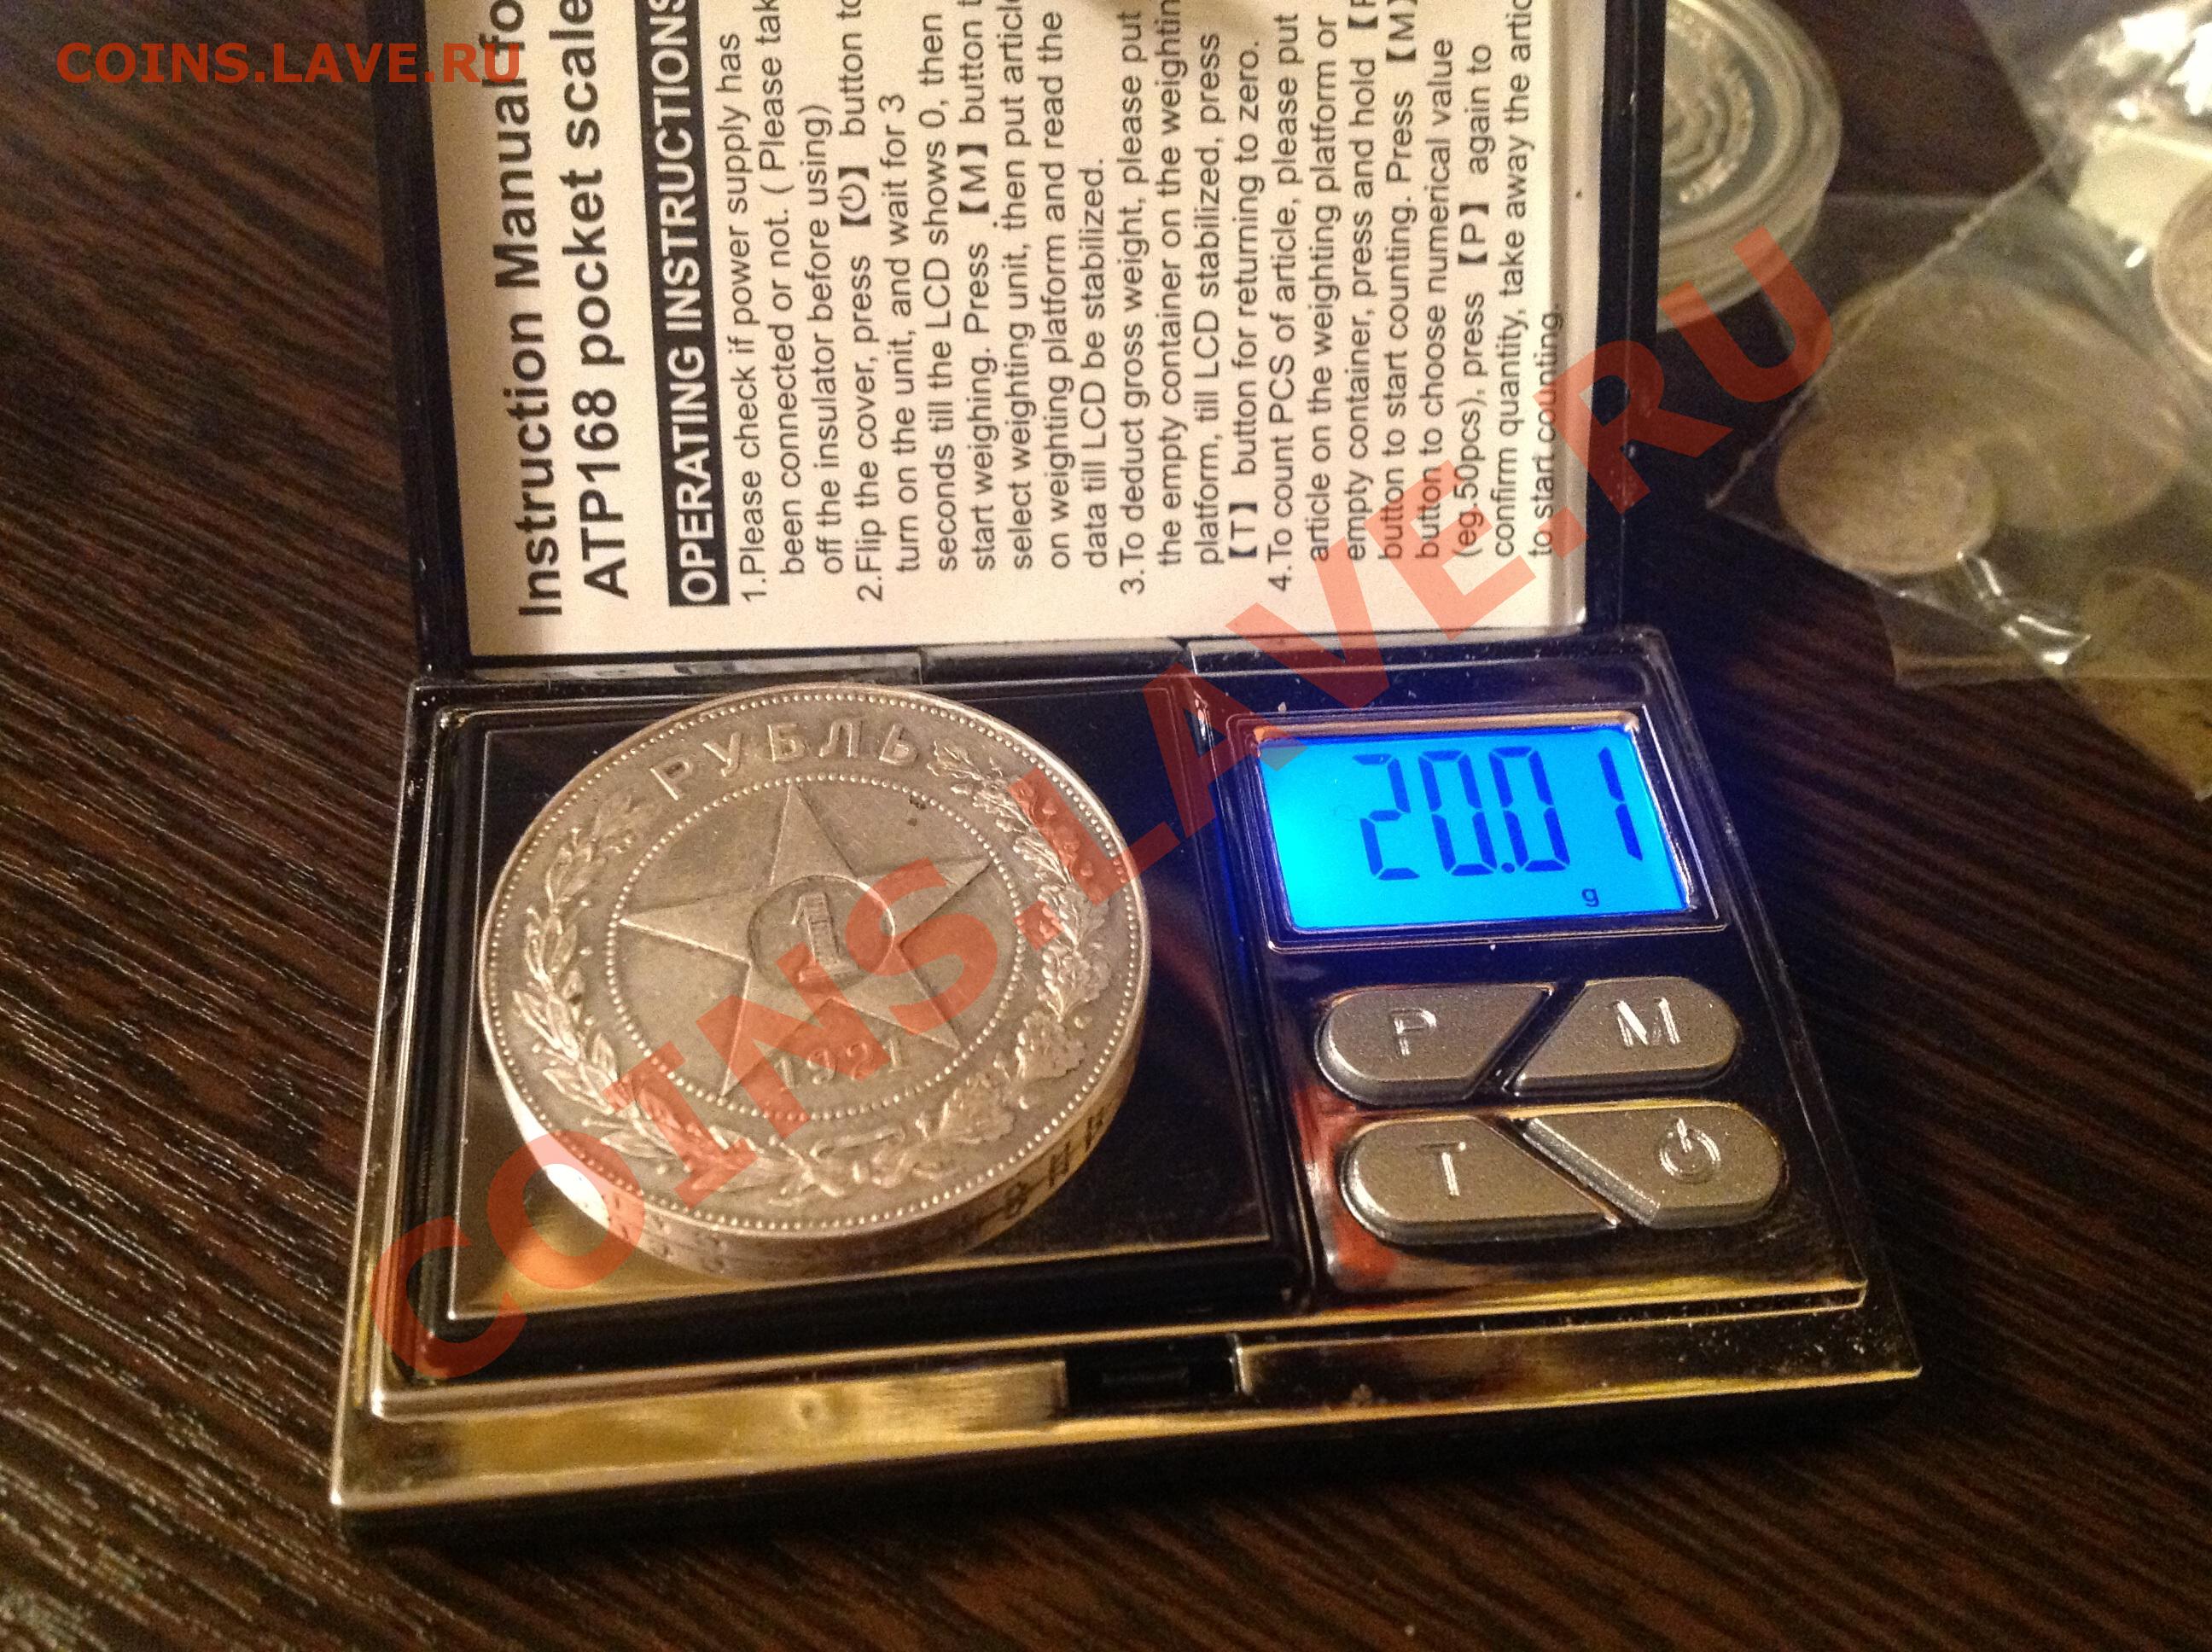 COINS.LAVE.RU
Instruction Manual fo
ATP168 pocket scale
OPERATING INSTRUCTIONS
1.Please check if power supply has
been connected or not. ( Please tak
off the insulator before using)
2.Flip the cover, press 【⏻】 button to
turn on the unit, and wait for 3
seconds till the LCD shows 0, then
start weighing. Press 【M】 button t
select weighting unit, then put articl
on weighting platform and read the
data till LCD be stabilized.
3.To deduct gross weight, please put
the empty container on the weightin
platform, till LCD stabilized, press
【T】 button for returning to zero.
4.To count PCS of article, please put
article on the weighting platform or
empty container, press and hold 【P
button to start counting. Press 【M】
button to choose numerical value
(eg.50pcs), press 【P】 again to
confirm quantity, take away the artic
to start counting.
РУБЛЬ
1
1921
20.01
g
P
M
T
COINS.LAVE.RU